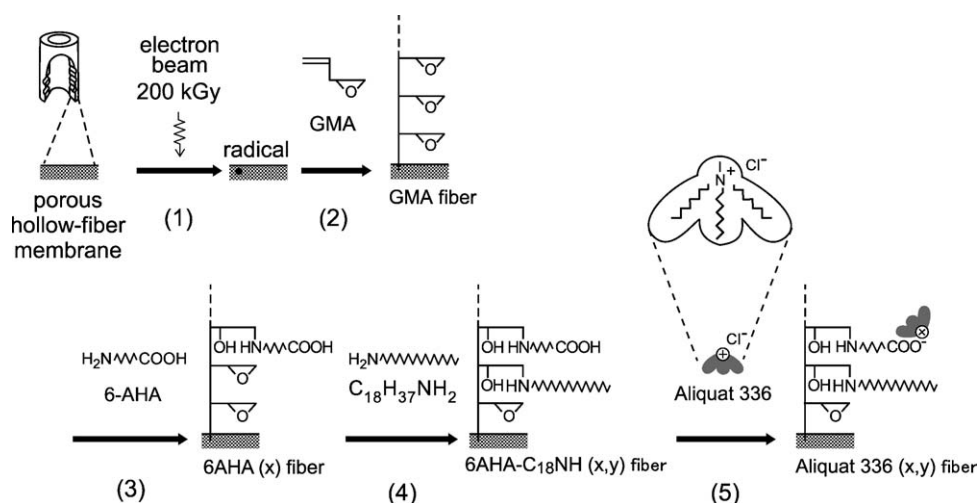 electron
beam
200 kGy
GMA
radical
porous
hollow-fiber
membrane
(1)
(2)
O
O
O
O
GMA fiber
N
+
Cl⁻
H₂N COOH
6-AHA
(3)
OH HN COOH
O
O
6AHA (x) fiber
H₂N
C₁₈H₃₇NH₂
(4)
OH HN COOH
OH HN
O
6AHA-C₁₈NH (x,y) fiber
Cl⁻
+
Aliquat 336
(5)
OH HN COO⁻
OH HN
O
Aliquat 336 (x,y) fiber